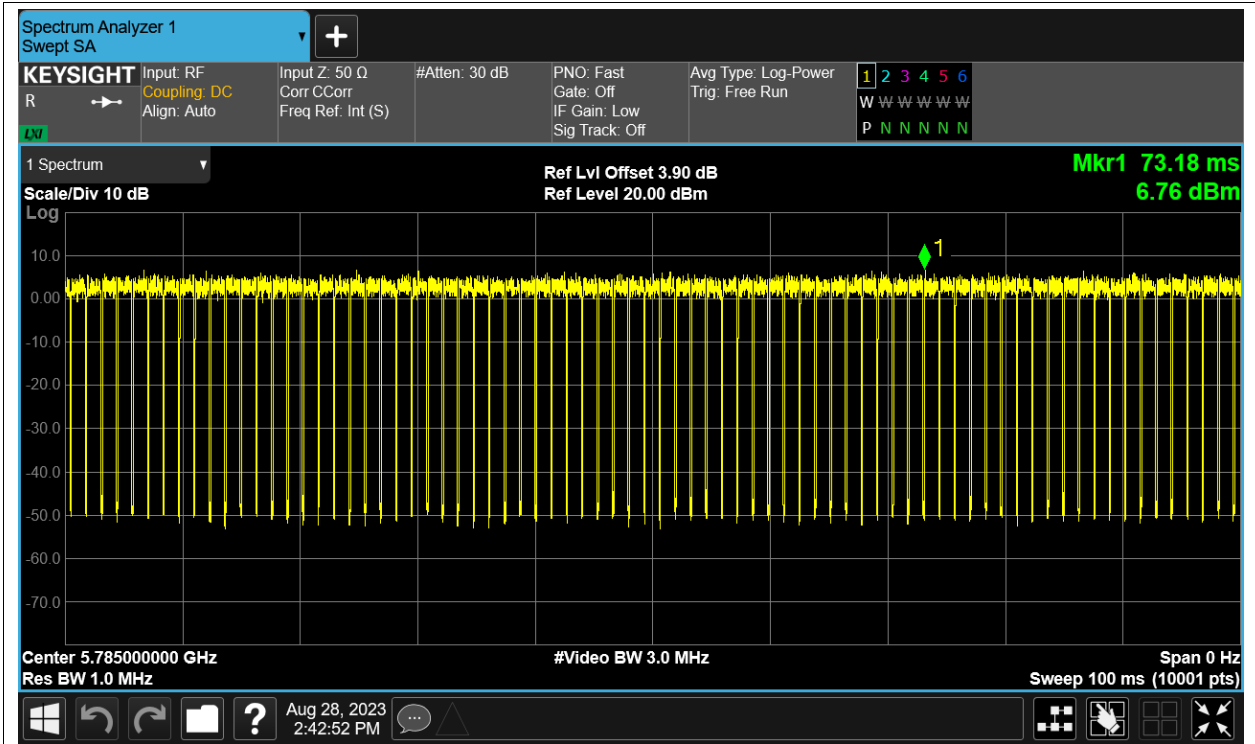 Spectrum Analyzer 1
Swept SA
KEYSIGHT
R
LXI
Input: RF
Coupling: DC
Align: Auto
Input Z: 50 Ω
Corr CCorr
Freq Ref: Int (S)
#Atten: 30 dB
PNO: Fast
Gate: Off
IF Gain: Low
Sig Track: Off
Avg Type: Log-Power
Trig: Free Run
1 2 3 4 5 6
W W W W W W
P N N N N N
1 Spectrum
Scale/Div 10 dB
Log
Ref Lvl Offset 3.90 dB
Ref Level 20.00 dBm
Mkr1 73.18 ms
6.76 dBm
1
10.0
0.00
-10.0
-20.0
-30.0
-40.0
-50.0
-60.0
-70.0
Center 5.785000000 GHz
Res BW 1.0 MHz
#Video BW 3.0 MHz
Span 0 Hz
Sweep 100 ms (10001 pts)
?
Aug 28, 2023
2:42:52 PM